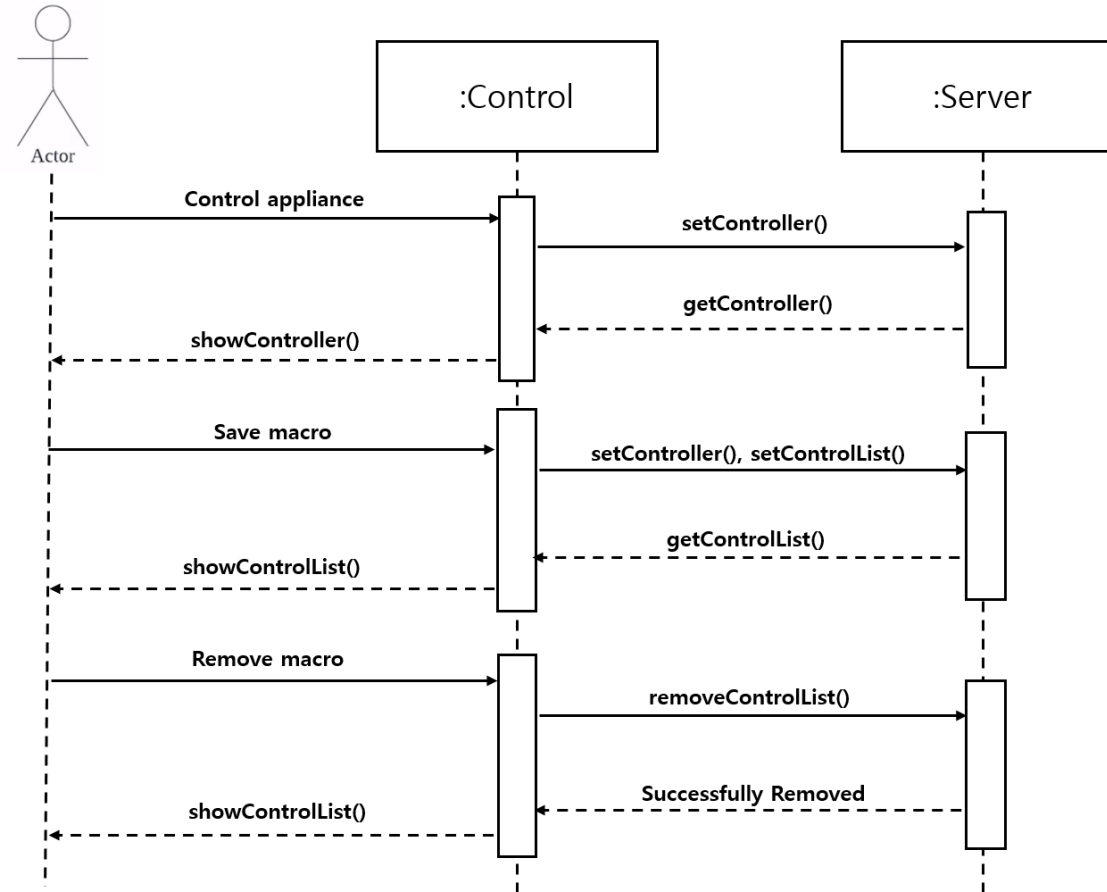 :Control
:Server
Actor
Control appliance
setController()
getController()
showController()
Save macro
setController(), setControlList()
getControlList()
showControlList()
Remove macro
removeControlList()
Successfully Removed
showControlList()